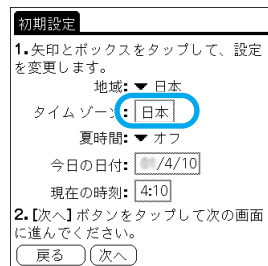 初期設定
1.矢印とボックスをタップして、設定
を変更します。
地域: ▼ 日本
タイム ゾーン: 日本
夏時間: ▼ オフ
今日の日付: /4/10
現在の時刻: 4:10
2.[次へ] ボタンをタップして次の画面
に進んでください。
戻る 次へ